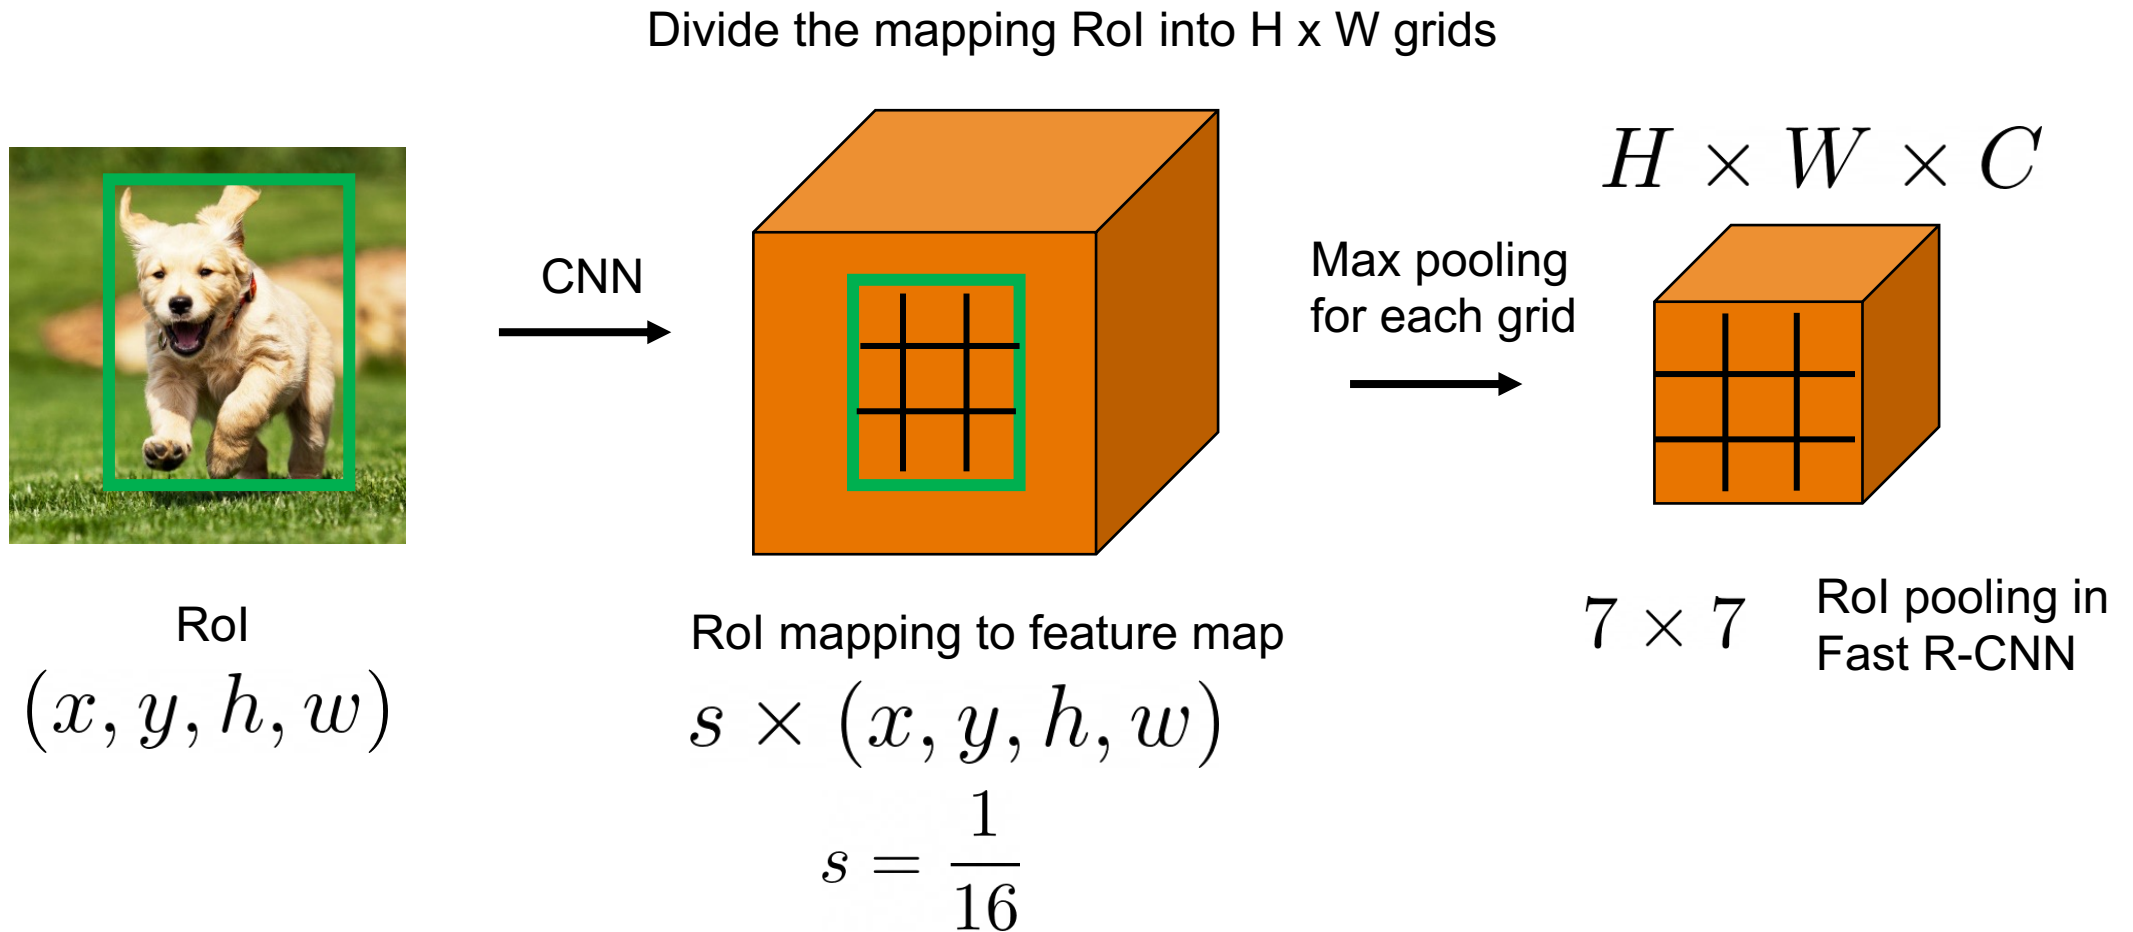 Divide the mapping RoI into H x W grids
H × W × C
CNN
Max pooling
for each grid
RoI
(x, y, h, w)
RoI mapping to feature map
s × (x, y, h, w)
s = 1/16
7 × 7
RoI pooling in
Fast R-CNN